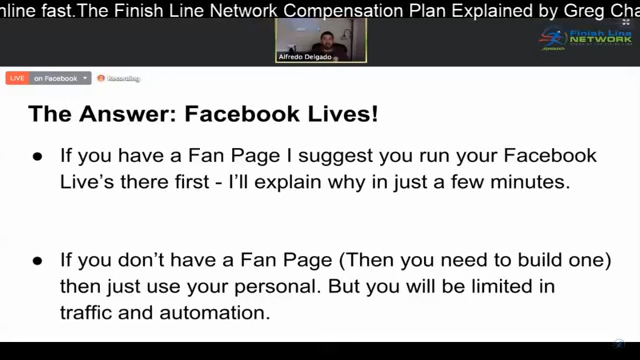 nline fast.The Finish Line Network Compensation Plan Explained by Greg Cha
Alfredo Delgado
Finish Line
NETWORK
LIVE on Facebook
Recording
The Answer: Facebook Lives!
● If you have a Fan Page I suggest you run your Facebook
Live's there first - I'll explain why in just a few minutes.
● If you don't have a Fan Page (Then you need to build one)
then just use your personal. But you will be limited in
traffic and automation.